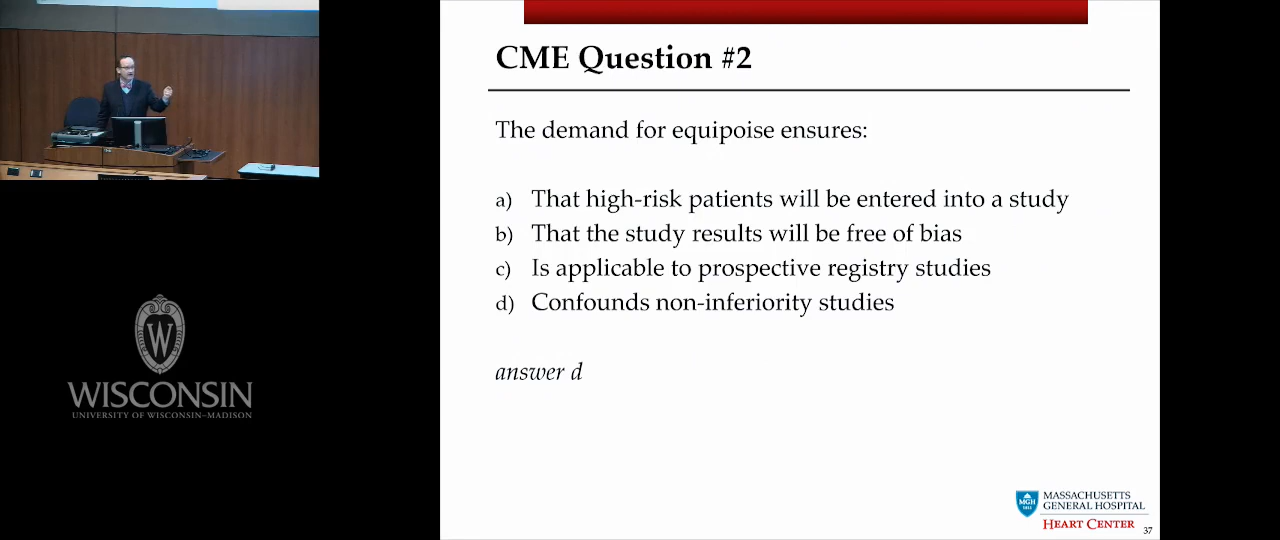 CME Question #2
The demand for equipoise ensures:
a) That high-risk patients will be entered into a study
b) That the study results will be free of bias
c) Is applicable to prospective registry studies
d) Confounds non-inferiority studies
answer d
W
WISCONSIN
UNIVERSITY OF WISCONSIN–MADISON
MGH
1811
MASSACHUSETTS
GENERAL HOSPITAL
HEART CENTER
37